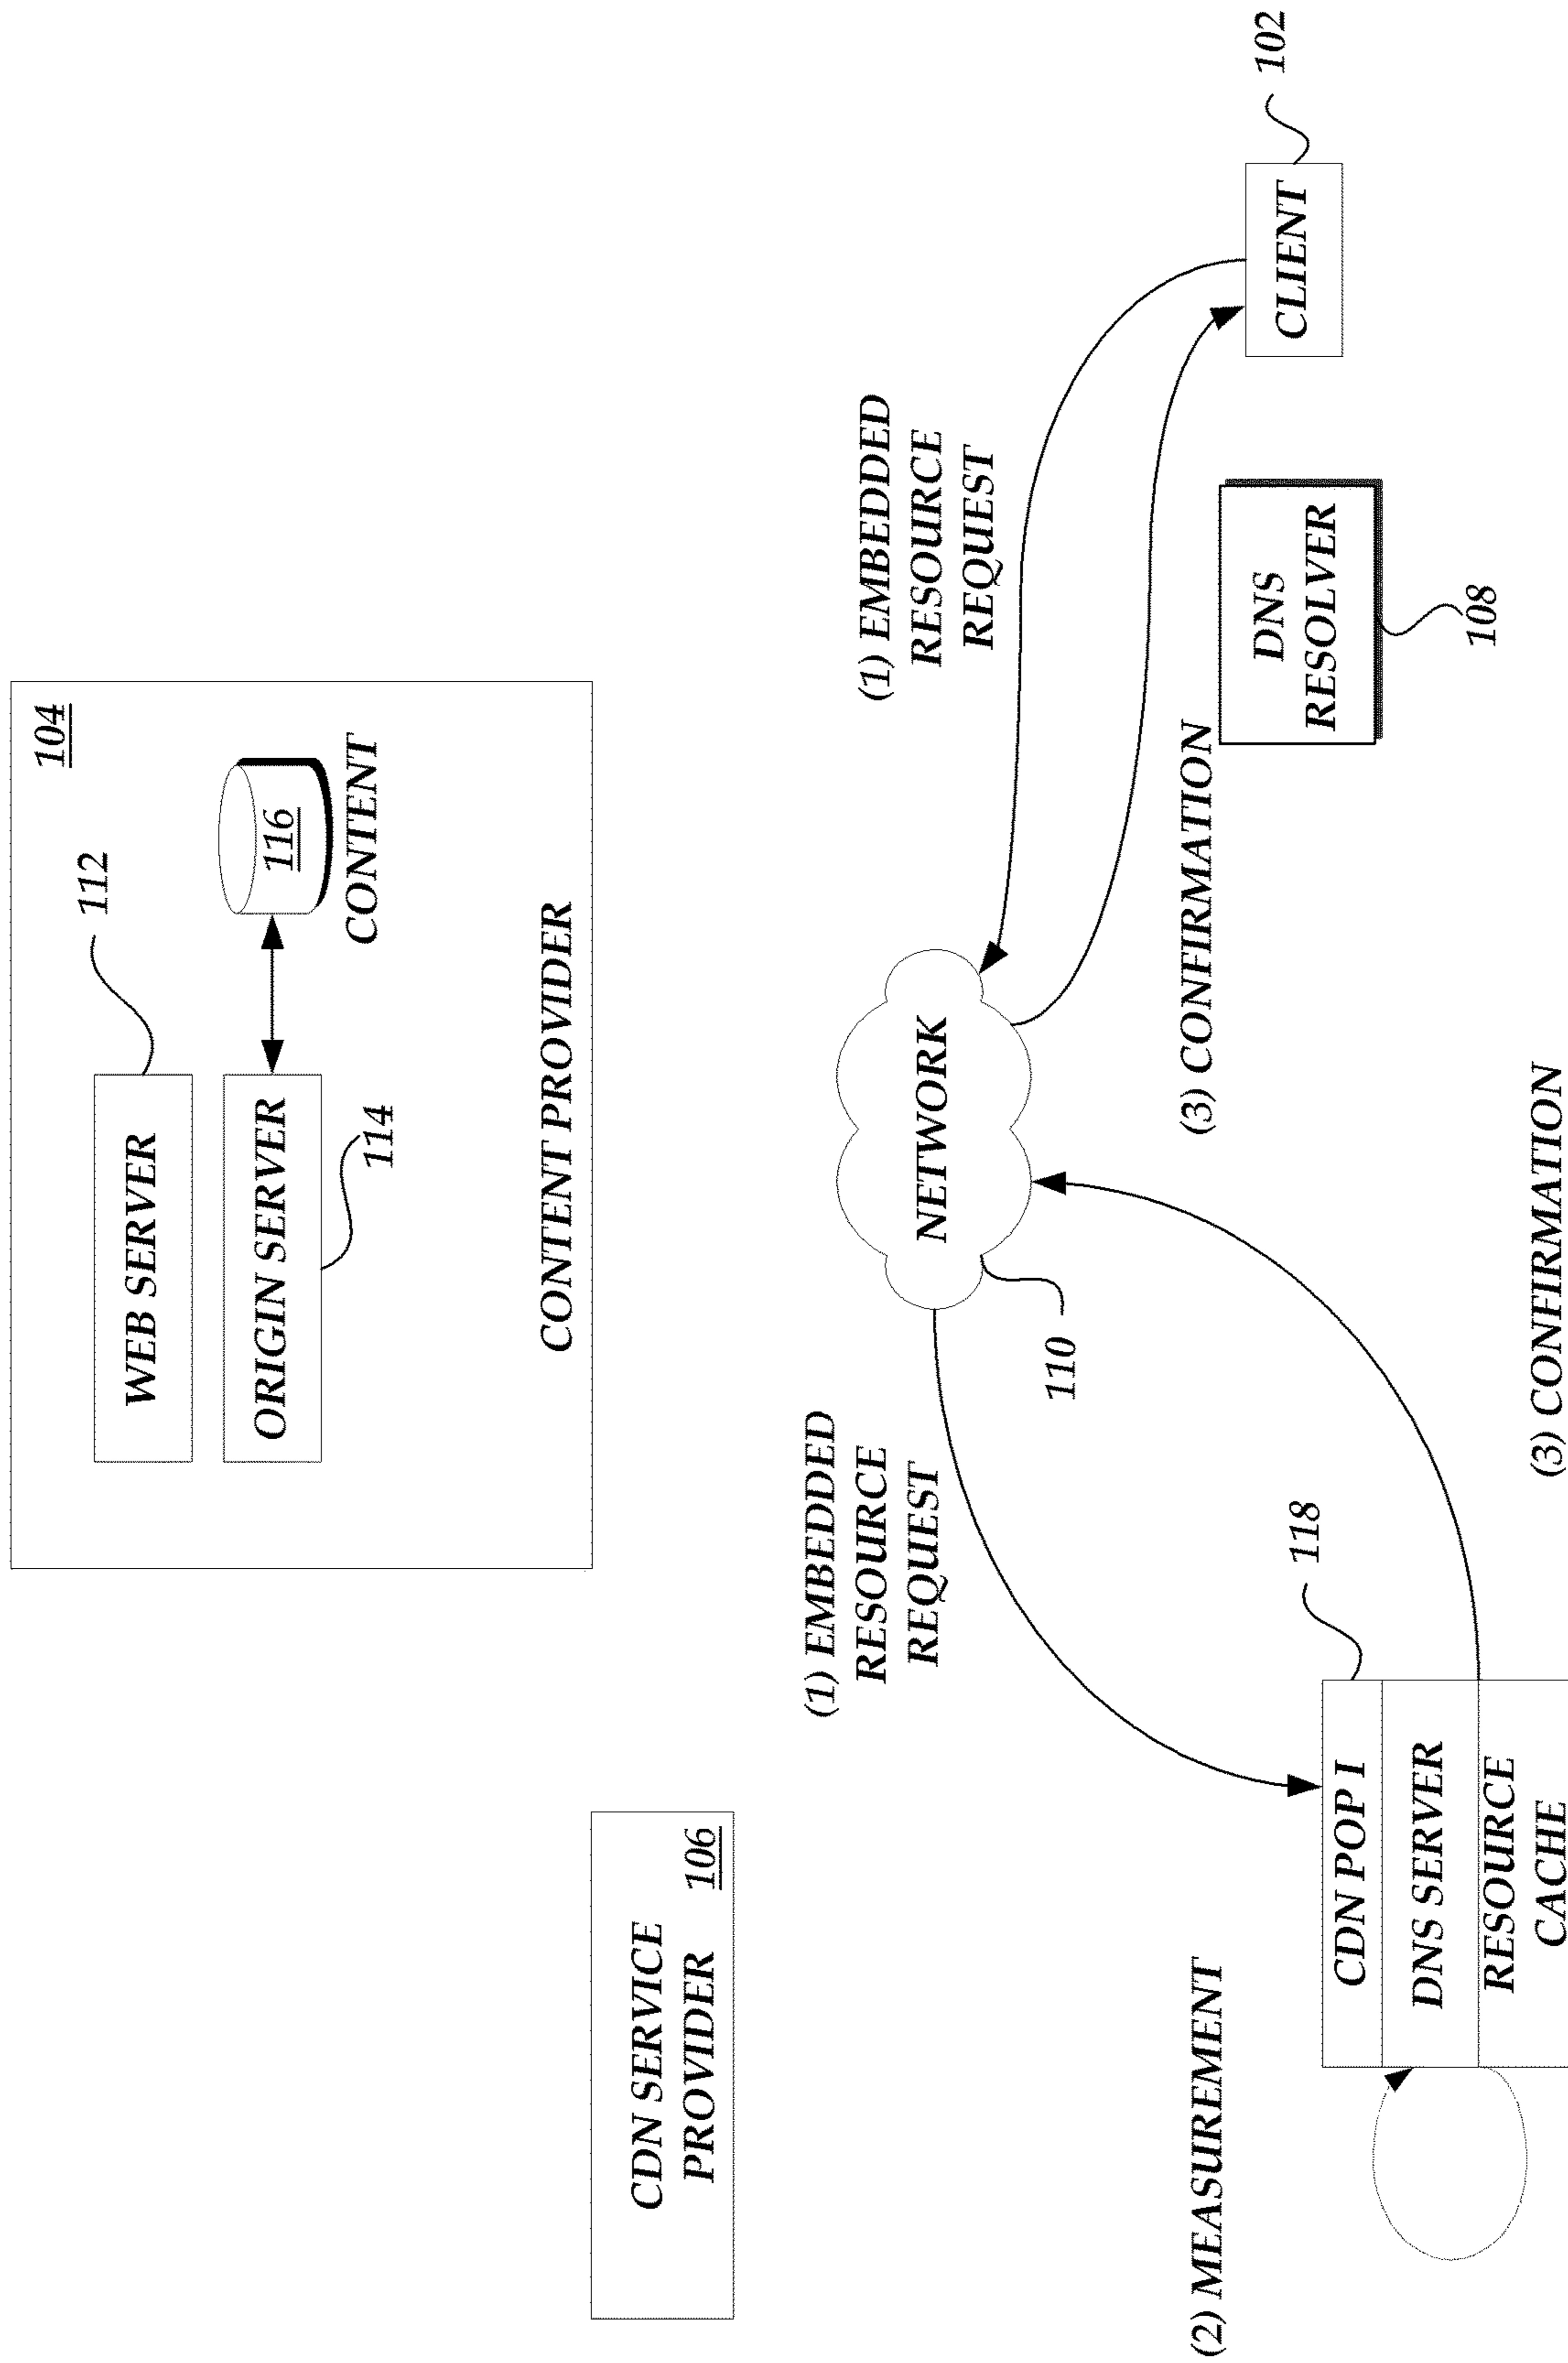 104
WEB SERVER
112
ORIGIN SERVER
114
116
CONTENT
CONTENT PROVIDER
CDN SERVICE
PROVIDER
106
(1) EMBEDDED
RESOURCE
REQUEST
(1) EMBEDDED
RESOURCE
REQUEST
NETWORK
110
CLIENT
102
DNS
RESOLVER
108
(3) CONFIRMATION
(2) MEASUREMENT
118
CDN POP I
DNS SERVER
RESOURCE
CACHE
(3) CONFIRMATION